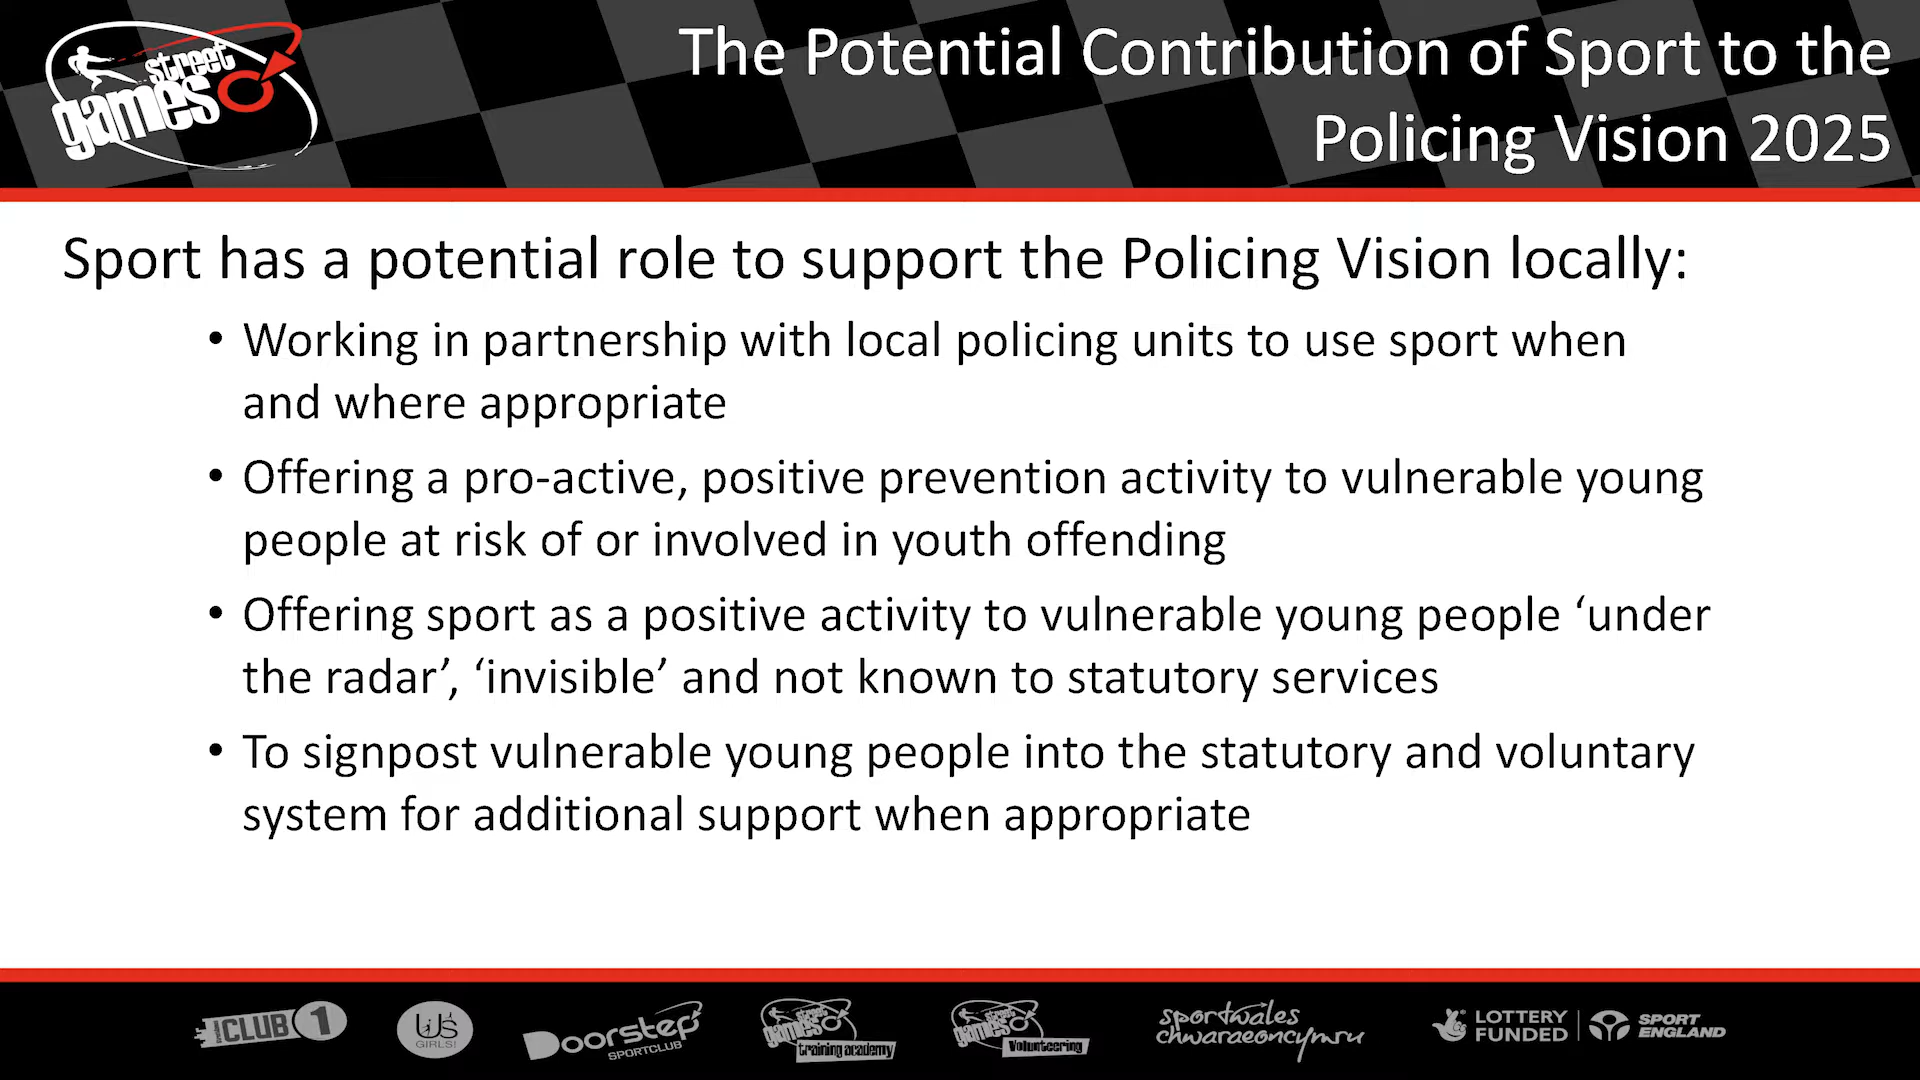 street
games
The Potential Contribution of Sport to the
Policing Vision 2025
Sport has a potential role to support the Policing Vision locally:
• Working in partnership with local policing units to use sport when
and where appropriate
• Offering a pro-active, positive prevention activity to vulnerable young
people at risk of or involved in youth offending
• Offering sport as a positive activity to vulnerable young people ‘under
the radar’, ‘invisible’ and not known to statutory services
• To signpost vulnerable young people into the statutory and voluntary
system for additional support when appropriate
CLUB1
US
GIRLS!
Doorstep
SPORTCLUB
street
games
training academy
street
games
Volunteering
sportwales
chwaraeoncymru
LOTTERY
FUNDED
SPORT
ENGLAND